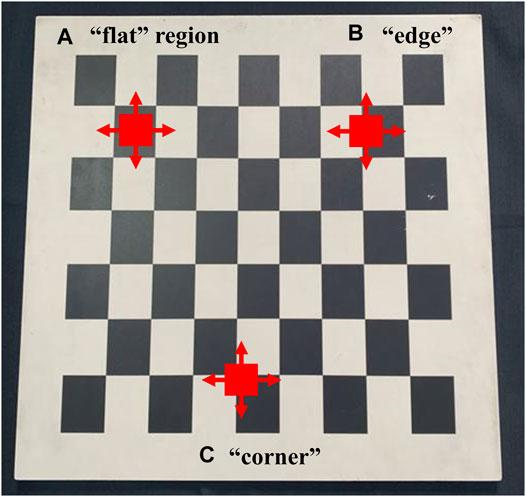 A “flat” region
B “edge”
C “corner”